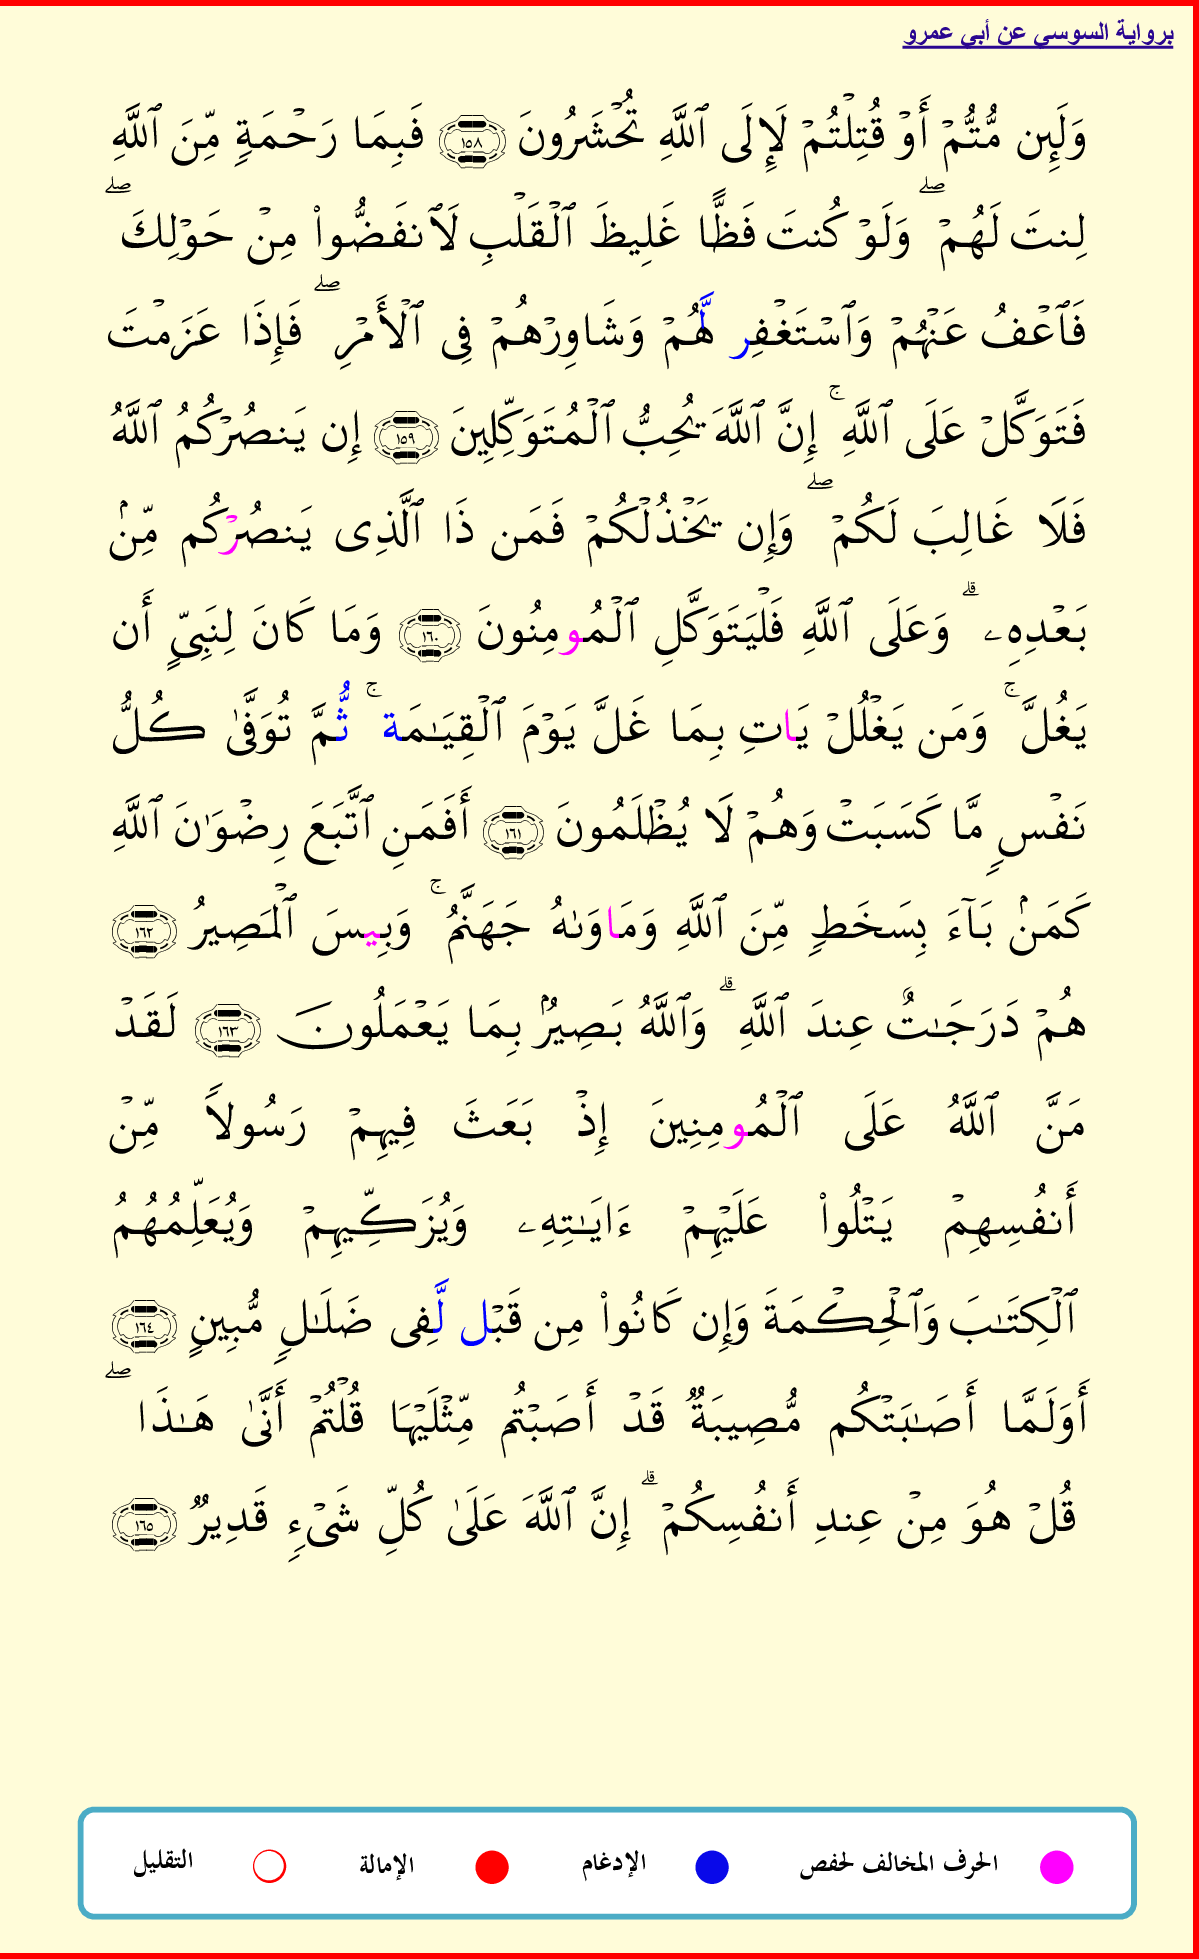 برواية السوسي عن أبي عمرو
وَلَئِن مُّتُّمۡ أَوۡ قُتِلۡتُمۡ لَإِلَى ٱللَّهِ تُحۡشَرُونَ ١٥٨ فَبِمَا رَحۡمَةٖ مِّنَ ٱللَّهِ
لِنتَ لَهُمۡۖ وَلَوۡ كُنتَ فَظًّا غَلِيظَ ٱلۡقَلۡبِ لَٱنفَضُّواْ مِنۡ حَوۡلِكَۖ
فَٱعۡفُ عَنۡهُمۡ وَٱسۡتَغۡفِر لَّهُمۡ وَشَاوِرۡهُمۡ فِى ٱلۡأَمۡرِۖ فَإِذَا عَزَمۡتَ
فَتَوَكَّلۡ عَلَى ٱللَّهِۚ إِنَّ ٱللَّهَ يُحِبُّ ٱلۡمُتَوَكِّلِينَ ١٥٩ إِن يَنصُرۡكُمُ ٱللَّهُ
فَلَا غَالِبَ لَكُمۡۖ وَإِن يَخۡذُلۡكُمۡ فَمَن ذَا ٱلَّذِى يَنصُرۡكُم مِّنۢ
بَعۡدِهِۦۗ وَعَلَى ٱللَّهِ فَلۡيَتَوَكَّلِ ٱلۡمُومِنُونَ ١٦٠ وَمَا كَانَ لِنَبِىٍّ أَن
يَغُلَّۚ وَمَن يَغۡلُلۡ يَاتِ بِمَا غَلَّ يَوۡمَ ٱلۡقِيَٰمَةۚ ثُّمَّ تُوَفَّىٰ كُلُّ
نَفۡسٖ مَّا كَسَبَتۡ وَهُمۡ لَا يُظۡلَمُونَ ١٦١ أَفَمَنِ ٱتَّبَعَ رِضۡوَٰنَ ٱللَّهِ
كَمَنۢ بَآءَ بِسَخَطٖ مِّنَ ٱللَّهِ وَمَاوَىٰهُ جَهَنَّمُۚ وَبِيسَ ٱلۡمَصِيرُ ١٦٢
هُمۡ دَرَجَٰتٌ عِندَ ٱللَّهِۗ وَٱللَّهُ بَصِيرُۢ بِمَا يَعۡمَلُونَ ١٦٣ لَقَدۡ
مَنَّ ٱللَّهُ عَلَى ٱلۡمُومِنِينَ إِذۡ بَعَثَ فِيهِمۡ رَسُولاً مِّنۡ
أَنفُسِهِمۡ يَتۡلُواْ عَلَيۡهِمۡ ءَايَٰتِهِۦ وَيُزَكِّيهِمۡ وَيُعَلِّمُهُمُ
ٱلۡكِتَٰبَ وَٱلۡحِكۡمَةَ وَإِن كَانُواْ مِن قَبۡل لَّفِى ضَلَٰلٖ مُّبِينٍ ١٦٤
أَوَلَمَّا أَصَٰبَتۡكُم مُّصِيبَةٞ قَدۡ أَصَبۡتُم مِّثۡلَيۡهَا قُلۡتُمۡ أَنَّىٰ هَٰذَاۖ
قُلۡ هُوَ مِنۡ عِندِ أَنفُسِكُمۡۗ إِنَّ ٱللَّهَ عَلَىٰ كُلِّ شَىۡءٖ قَدِيرٞ ١٦٥
الحرف المخالف لحفص الإدغام الإمالة التقليل